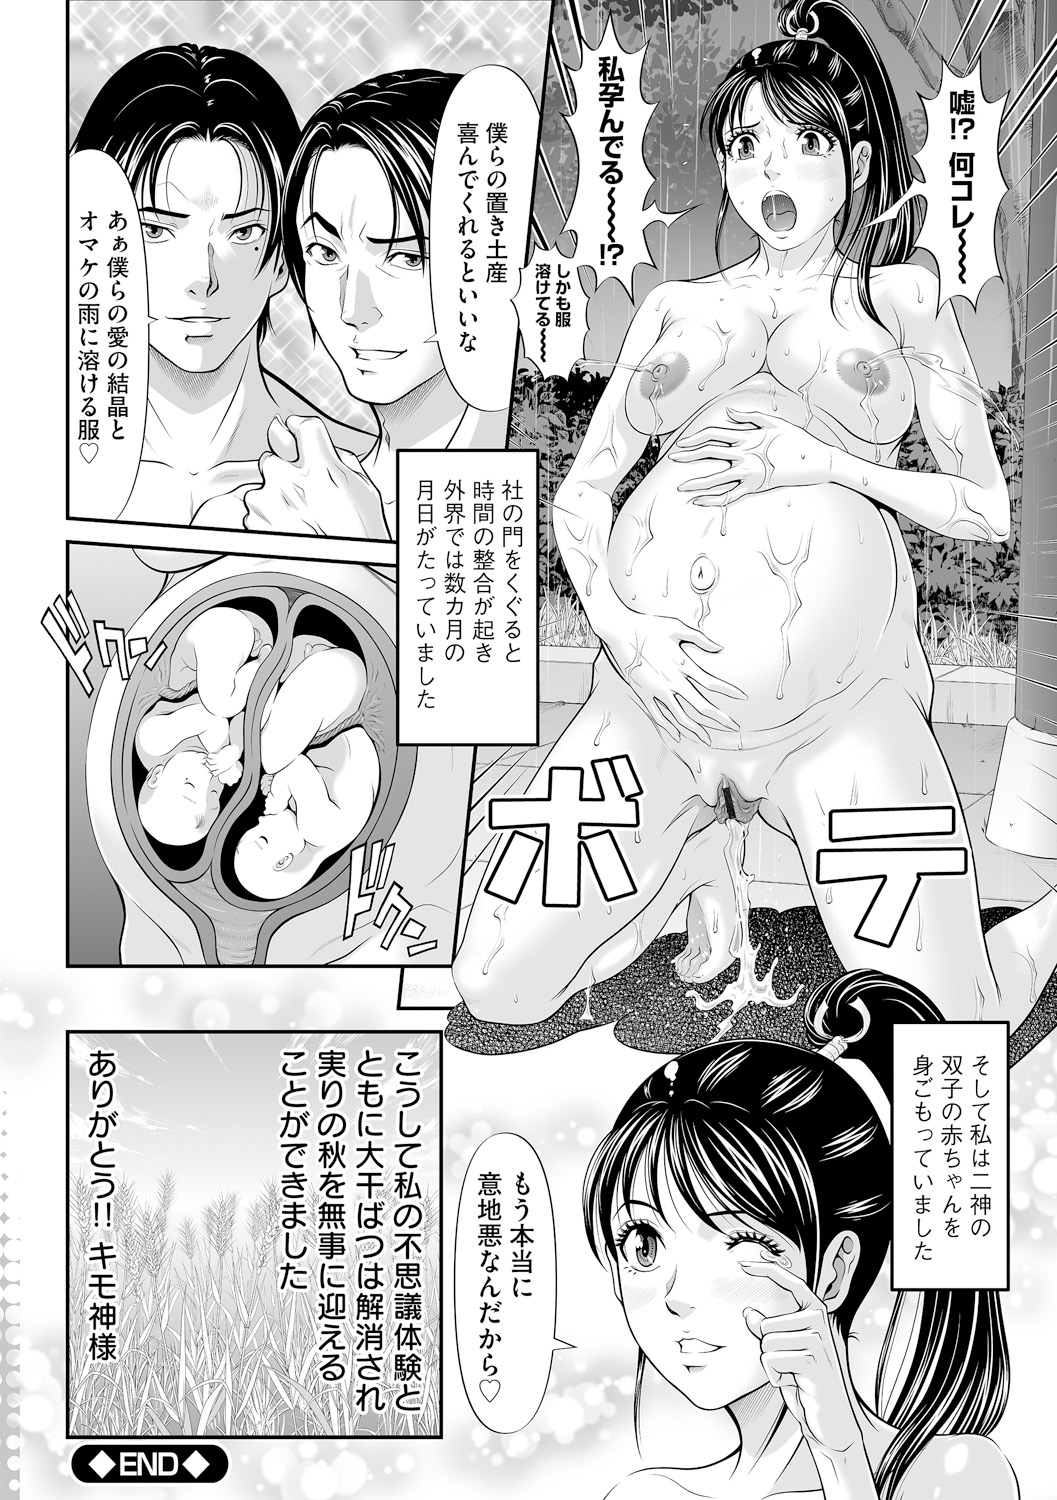 嘘!?何コレ～～
私孕んでる～～～!?
しかも服
溶けてる～～～
ボテ
僕らの置き土産
喜んでくれるといいな
あぁ僕らの愛の結晶と
オマケの雨に溶ける服♡
社の門をくぐると
時間の整合が起き
外界では数カ月の
月日がたっていました
ドクン
ドクン
そして私は二神の
双子の赤ちゃんを
身ごもっていました
もう本当に
意地悪なんだから♡
こうして私の不思議体験と
ともに大干ばつは解消され
実りの秋を無事に迎える
ことができました
ありがとう!!キモ神様
◆END◆